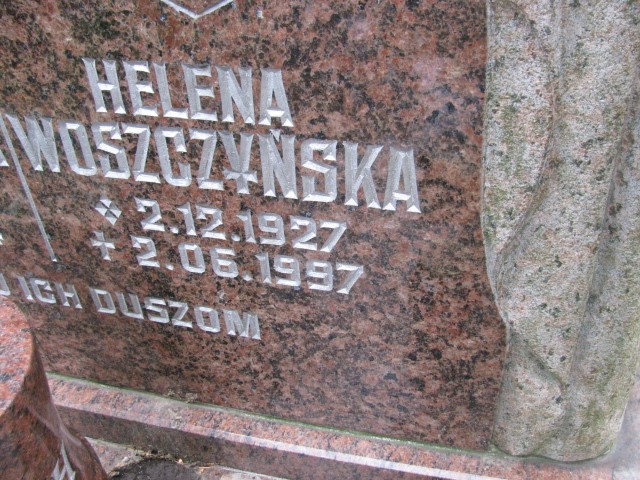 HELENA
WOSZCZYŃSKA
2.12.1927
2.06.1997
ICH DUSZOM